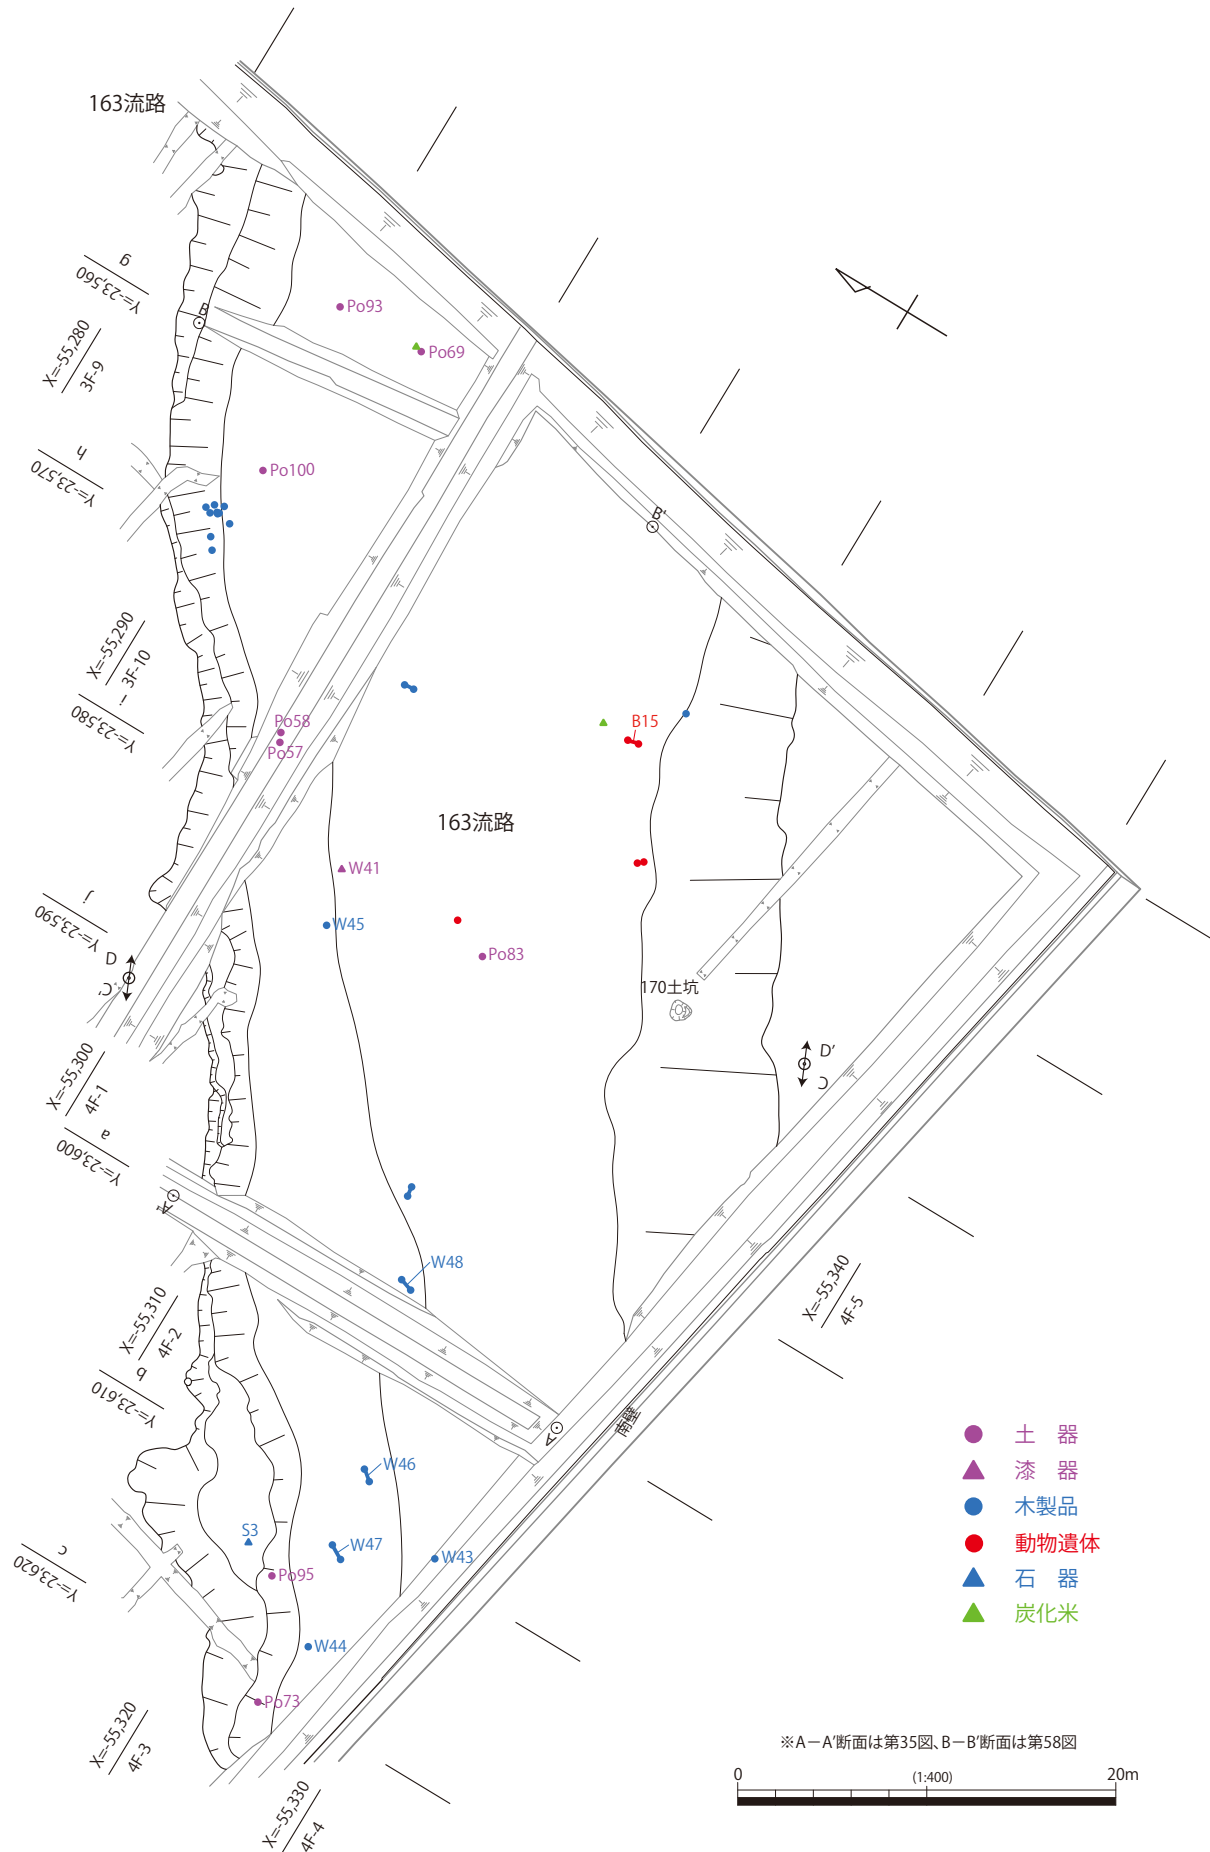 163流路
g
Y=-23,560
X=-55,280
3F-9
B
Po93
Po69
h
Y=-23,570
Po100
B'
X=-55,290
3F-10
i
Y=-23,580
Po58
Po57
B15
163流路
W41
W45
Po83
j
Y=-23,590
D
C'
170土坑
D'
C
X=-55,300
4F-1
a
Y=-23,600
A'
W48
X=-55,310
4F-2
b
Y=-23,610
X=-55,340
4F-5
A
南壁
W46
S3
W47
W43
Po95
c
Y=-23,620
W44
Po73
X=-55,320
4F-3
X=-55,330
4F-4
土　器
漆　器
木製品
動物遺体
石　器
炭化米
※A－A'断面は第35図、B－B'断面は第58図
0 (1:400) 20m